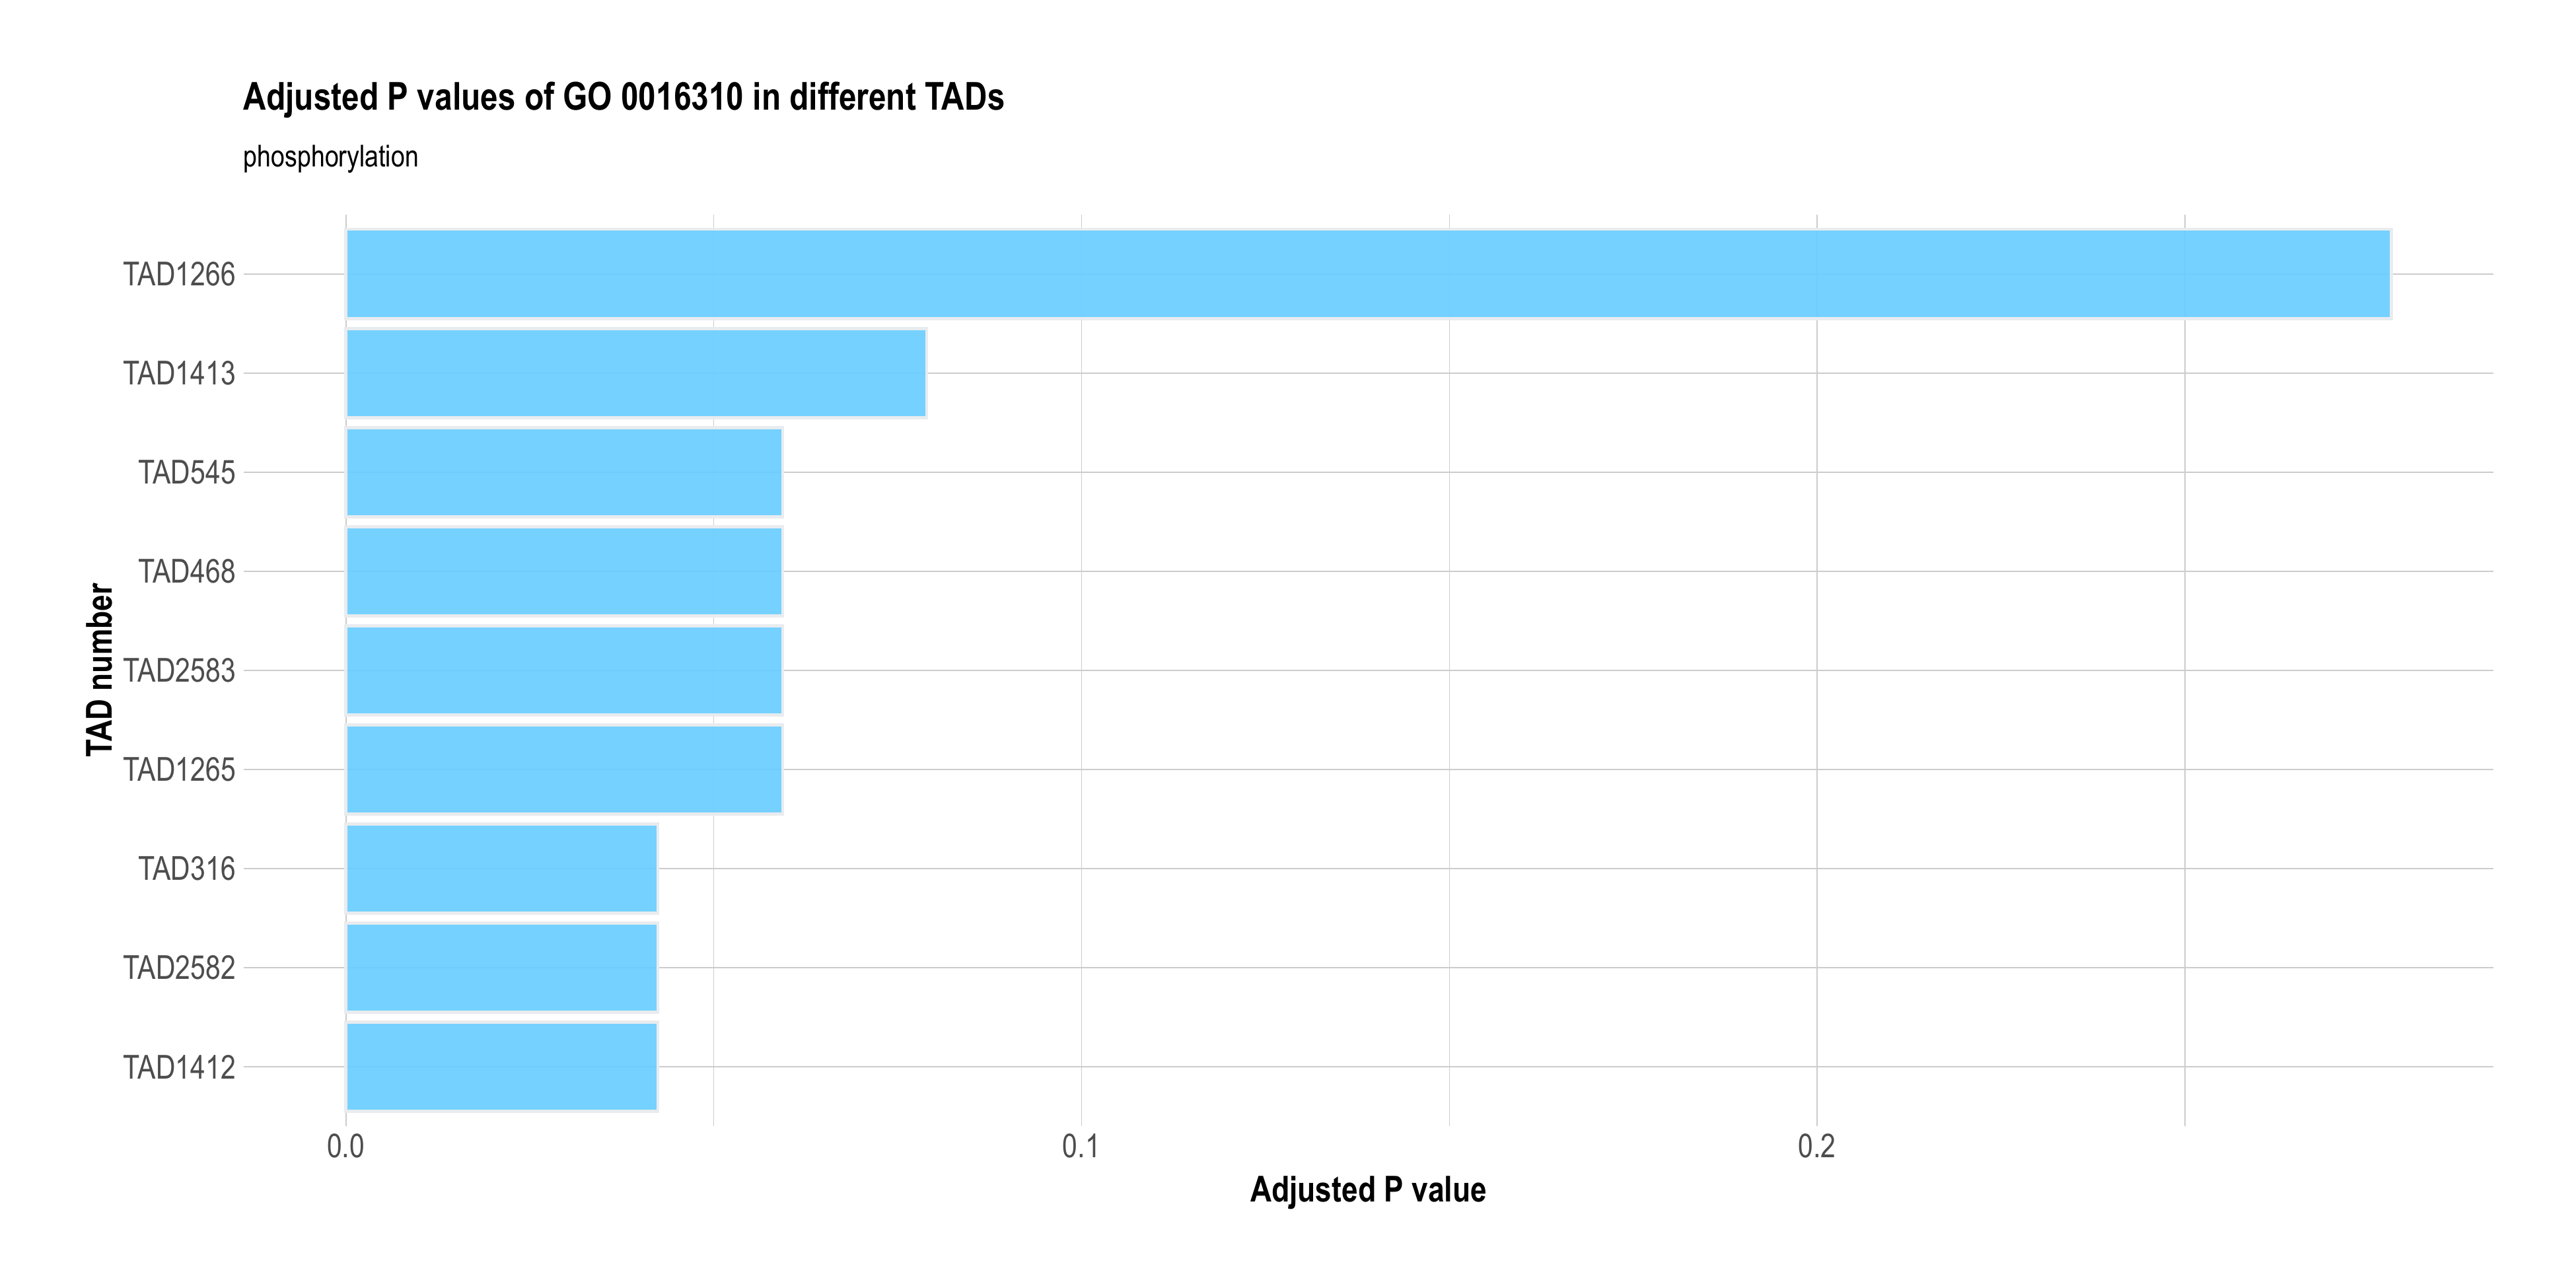 Adjusted P values of GO 0016310 in different TADs
phosphorylation
TAD1266
TAD1413
TAD545
TAD468
TAD2583
TAD1265
TAD316
TAD2582
TAD1412
TAD number
0.0
0.1
0.2
Adjusted P value